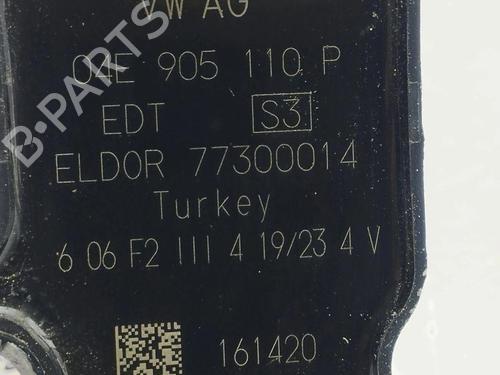 VW AG
04E 905 110 P
EDT S3
ELDOR 77300014
Turkey
6 06 F2 III 4 19/23 4 V
161420
B-PARTS